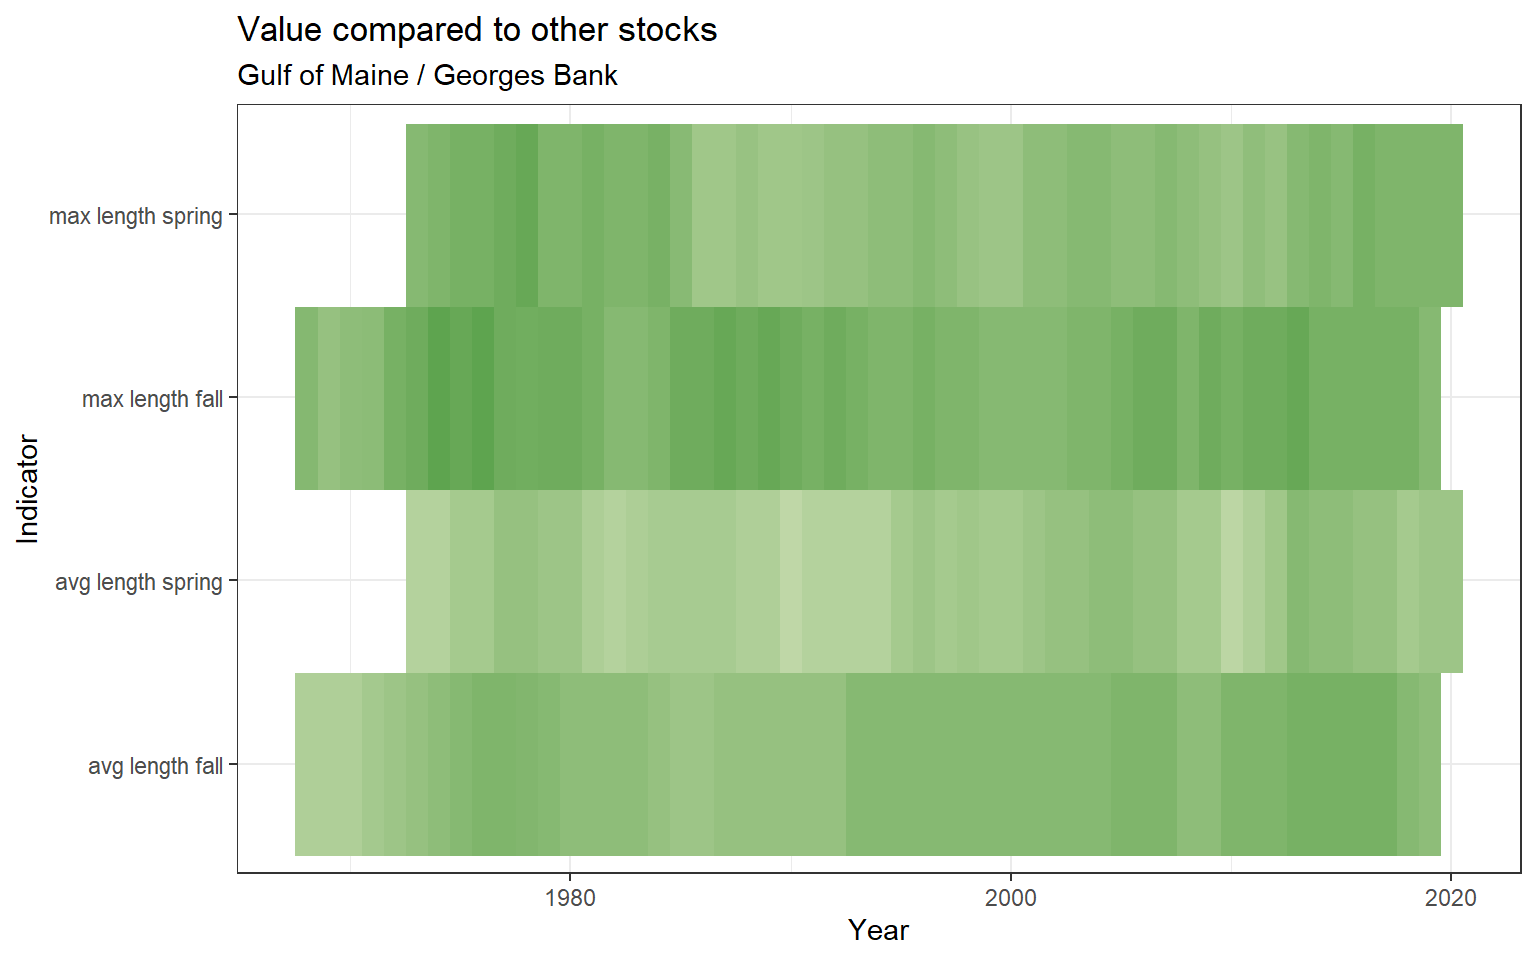 Value compared to other stocks
Gulf of Maine / Georges Bank
max length spring
max length fall
avg length spring
avg length fall
Indicator
1980
2000
2020
Year